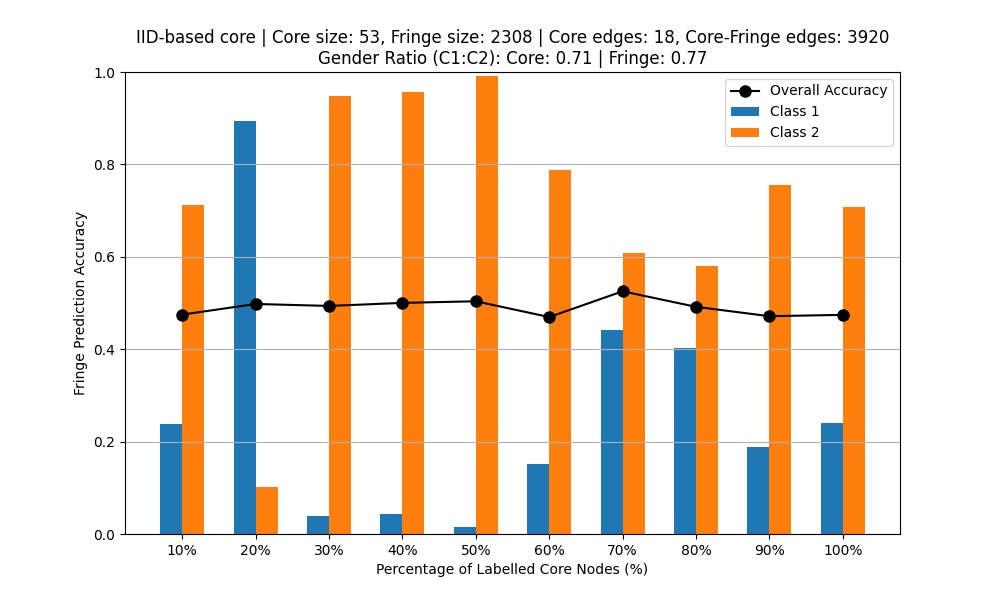 IID-based core | Core size: 53, Fringe size: 2308 | Core edges: 18, Core-Fringe edges: 3920
Gender Ratio (C1:C2): Core: 0.71 | Fringe: 0.77
Overall Accuracy
Class 1
Class 2
Fringe Prediction Accuracy
1.0
0.8
0.6
0.4
0.2
0.0
10% 20% 30% 40% 50% 60% 70% 80% 90% 100%
Percentage of Labelled Core Nodes (%)